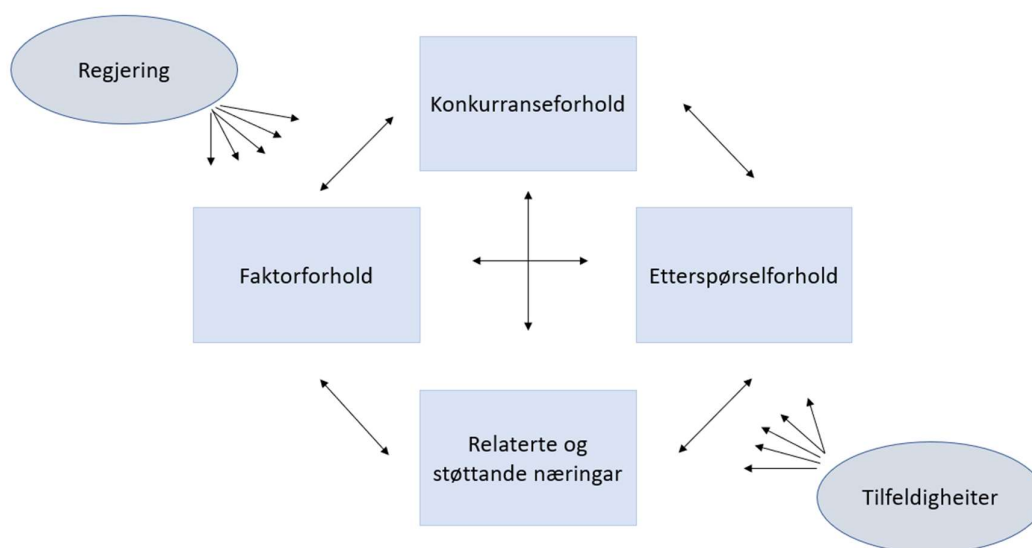 Regjering
Konkurranseforhold
Faktorforhold
Etterspørselforhold
Relaterte og
støttande næringar
Tilfeldigheiter